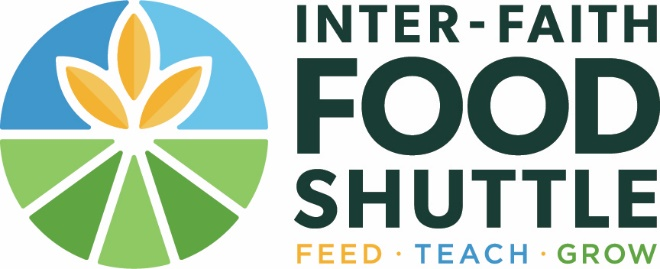 INTER-FAITH
FOOD
SHUTTLE
FEED · TEACH · GROW